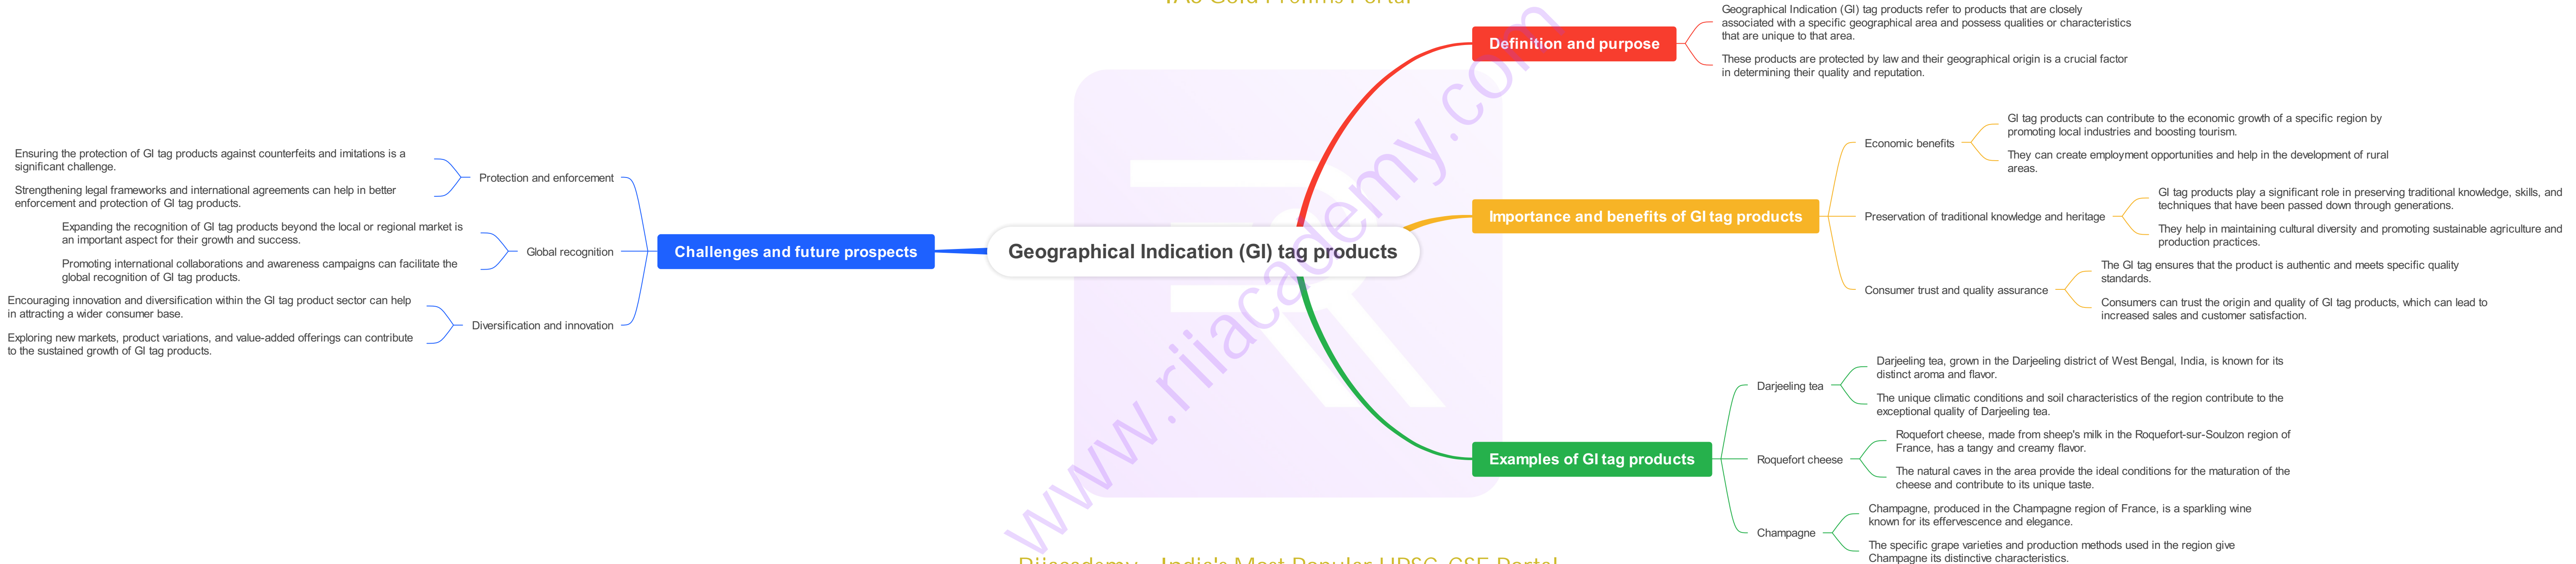 IAS Gold Prelims Portal
Geographical Indication (GI) tag products
Definition and purpose
Geographical Indication (GI) tag products refer to products that are closely
associated with a specific geographical area and possess qualities or characteristics
that are unique to that area.
These products are protected by law and their geographical origin is a crucial factor
in determining their quality and reputation.
Importance and benefits of GI tag products
Economic benefits
GI tag products can contribute to the economic growth of a specific region by
promoting local industries and boosting tourism.
They can create employment opportunities and help in the development of rural
areas.
Preservation of traditional knowledge and heritage
GI tag products play a significant role in preserving traditional knowledge, skills, and
techniques that have been passed down through generations.
They help in maintaining cultural diversity and promoting sustainable agriculture and
production practices.
Consumer trust and quality assurance
The GI tag ensures that the product is authentic and meets specific quality
standards.
Consumers can trust the origin and quality of GI tag products, which can lead to
increased sales and customer satisfaction.
Examples of GI tag products
Darjeeling tea
Darjeeling tea, grown in the Darjeeling district of West Bengal, India, is known for its
distinct aroma and flavor.
The unique climatic conditions and soil characteristics of the region contribute to the
exceptional quality of Darjeeling tea.
Roquefort cheese
Roquefort cheese, made from sheep's milk in the Roquefort-sur-Soulzon region of
France, has a tangy and creamy flavor.
The natural caves in the area provide the ideal conditions for the maturation of the
cheese and contribute to its unique taste.
Champagne
Champagne, produced in the Champagne region of France, is a sparkling wine
known for its effervescence and elegance.
The specific grape varieties and production methods used in the region give
Champagne its distinctive characteristics.
Challenges and future prospects
Protection and enforcement
Ensuring the protection of GI tag products against counterfeits and imitations is a
significant challenge.
Strengthening legal frameworks and international agreements can help in better
enforcement and protection of GI tag products.
Global recognition
Expanding the recognition of GI tag products beyond the local or regional market is
an important aspect for their growth and success.
Promoting international collaborations and awareness campaigns can facilitate the
global recognition of GI tag products.
Diversification and innovation
Encouraging innovation and diversification within the GI tag product sector can help
in attracting a wider consumer base.
Exploring new markets, product variations, and value-added offerings can contribute
to the sustained growth of GI tag products.
www.rijiacademy.com
India's Most Popular UPSC CSE Portal